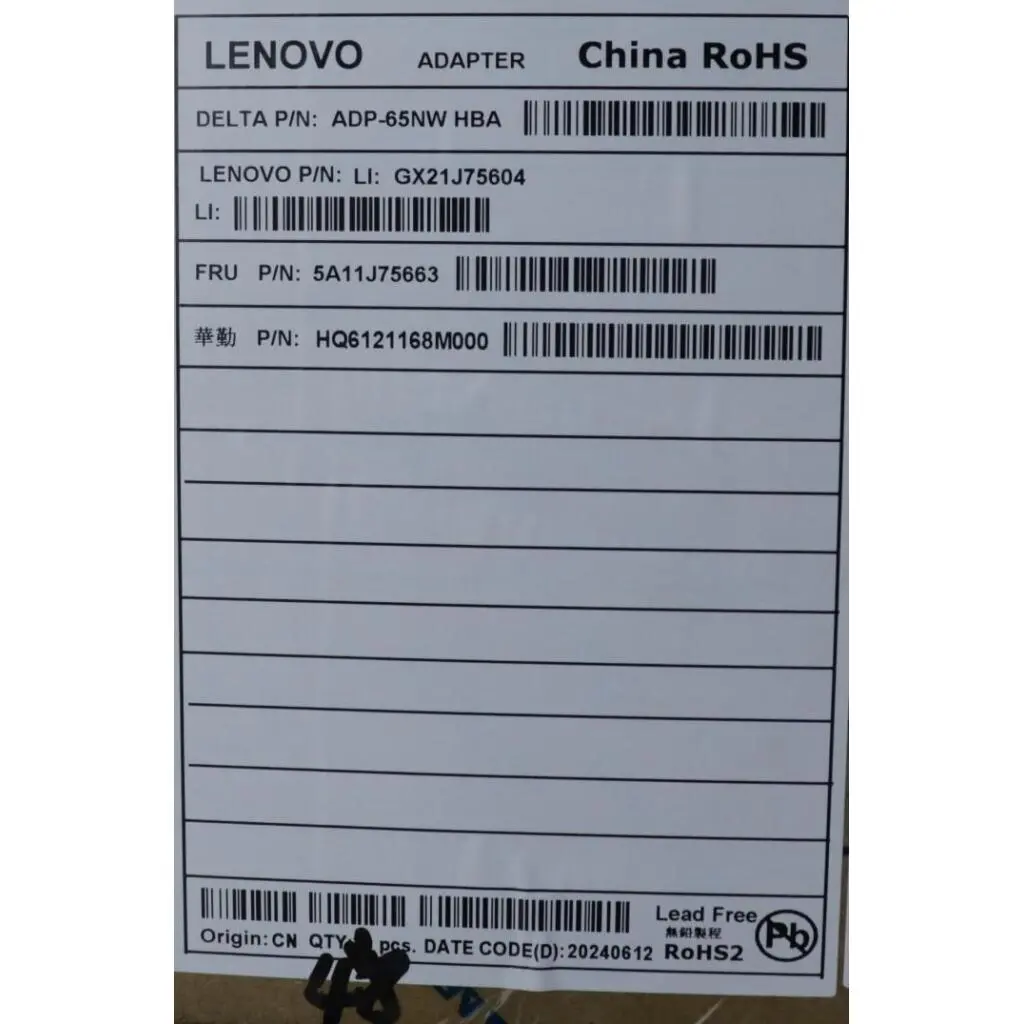 LENOVO ADAPTER China RoHS
DELTA P/N: ADP-65NW HBA
LENOVO P/N: LI: GX21J75604
LI:
FRU P/N: 5A11J75663
華勤 P/N: HQ6121168M000
Lead Free
無鉛製程
Pb
Origin: CN QTY pcs. DATE CODE(D): 20240612 RoHS2
48